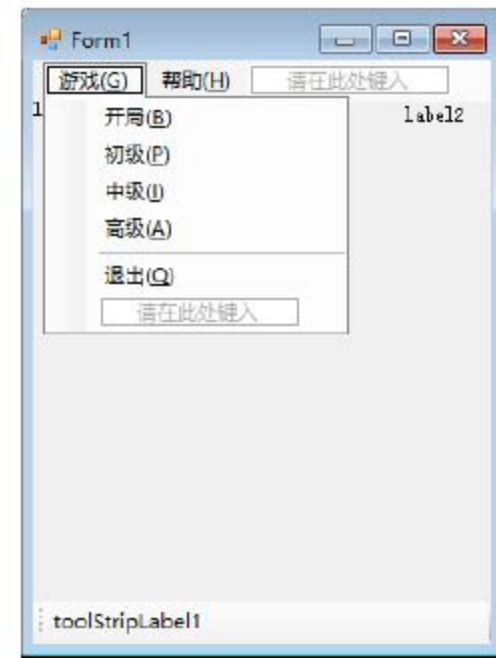 Form1
游戏(G) 帮助(H) 请在此处键入
1 label2
开局(B)
初级(P)
中级(I)
高级(A)
退出(Q)
请在此处键入
toolStripLabel1